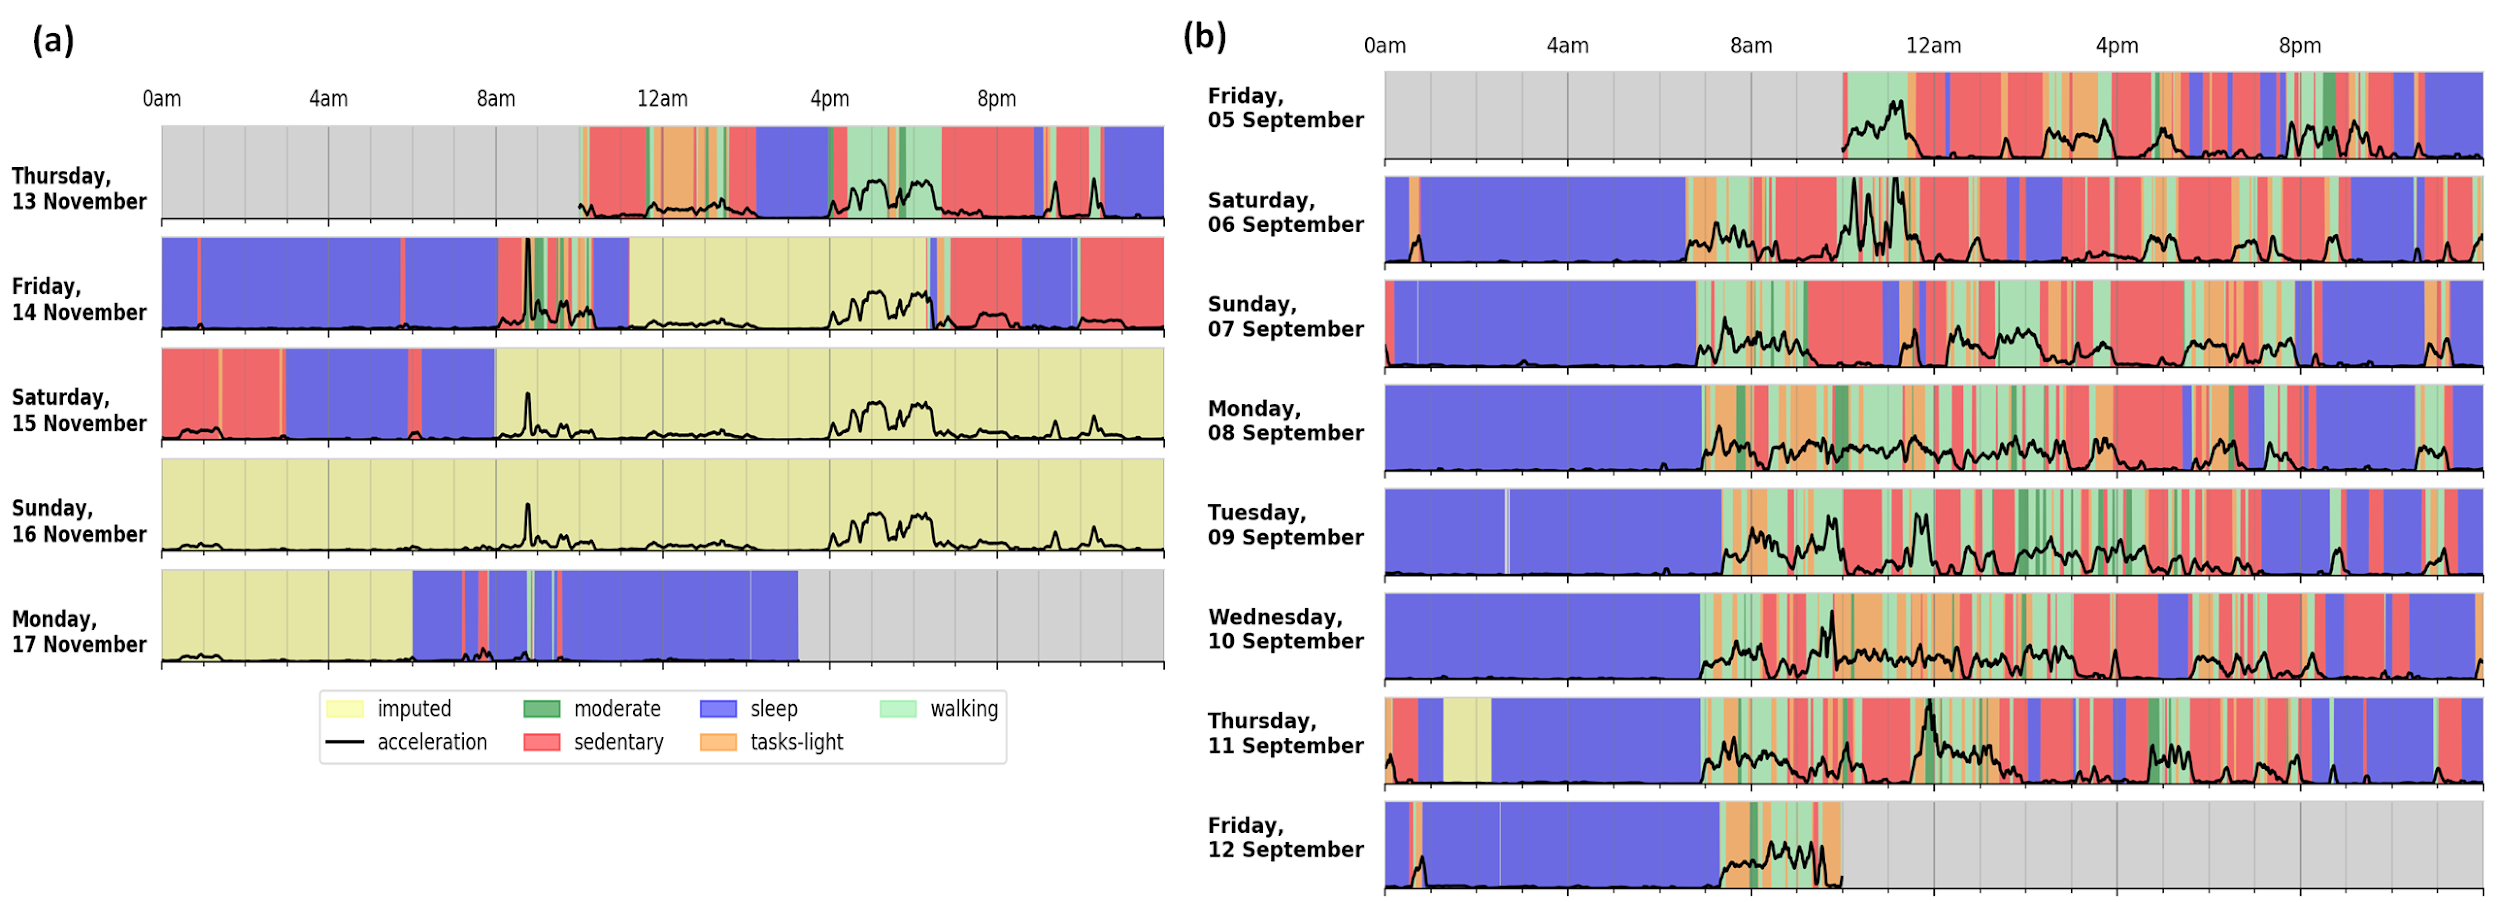 (a)
0am 4am 8am 12am 4pm 8pm
Thursday,
13 November
Friday,
14 November
Saturday,
15 November
Sunday,
16 November
Monday,
17 November
imputed moderate sleep walking
acceleration sedentary tasks-light
(b)
0am 4am 8am 12am 4pm 8pm
Friday,
05 September
Saturday,
06 September
Sunday,
07 September
Monday,
08 September
Tuesday,
09 September
Wednesday,
10 September
Thursday,
11 September
Friday,
12 September